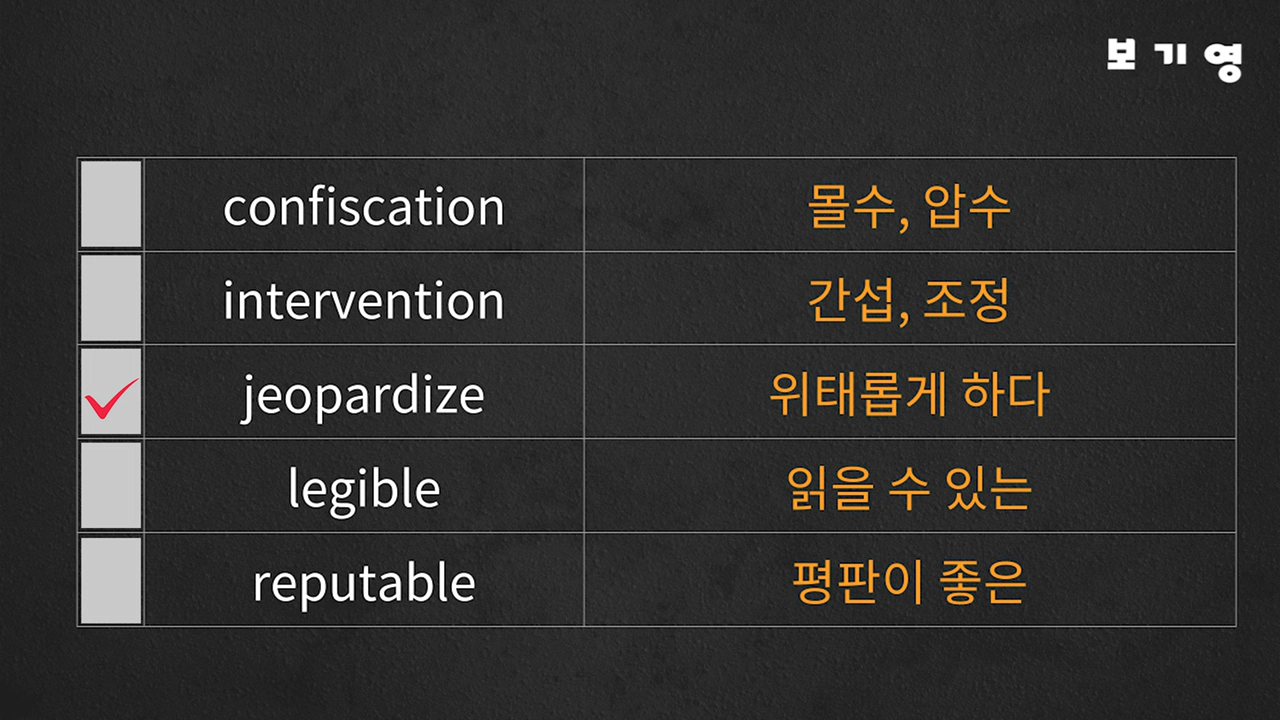 보기영
confiscation 몰수, 압수
intervention 간섭, 조정
jeopardize 위태롭게 하다
legible 읽을 수 있는
reputable 평판이 좋은